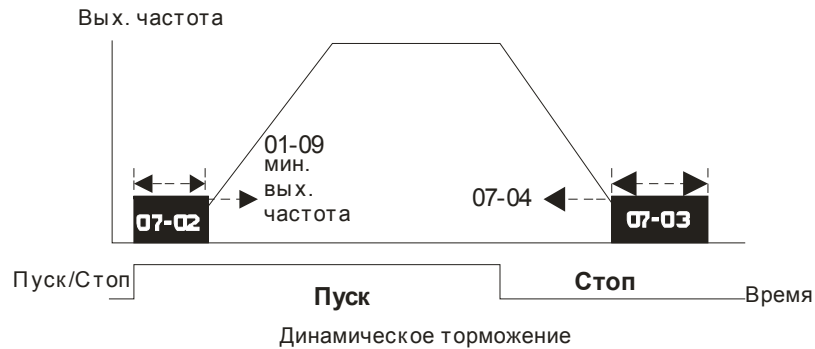 Вых. частота
01-09
мин.
вых.
частота
07-04
07-02
07-03
Пуск/Стоп
Пуск
Стоп
Время
Динамическое торможение